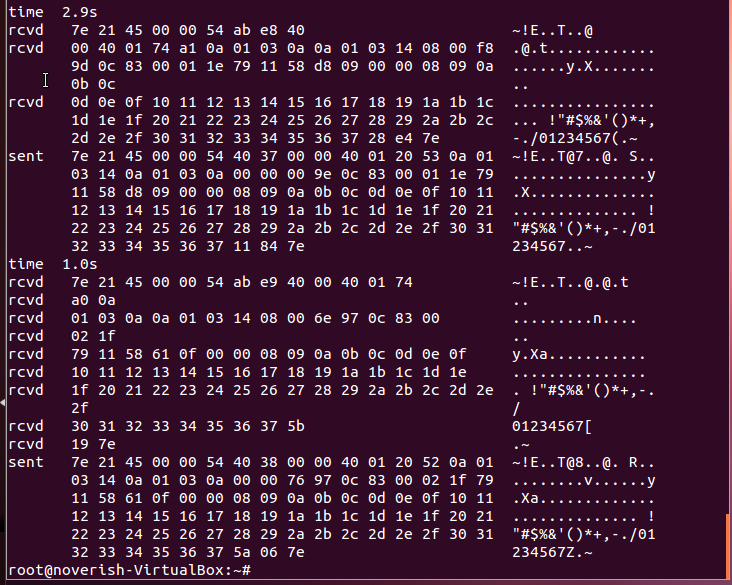 time  2.9s
rcvd   7e 21 45 00 00 54 ab e8 40                        ~!E..T..@
rcvd   00 40 01 74 a1 0a 01 03 0a 0a 01 03 14 08 00 f8   .@.t............
       9d 0c 83 00 01 1e 79 11 58 d8 09 00 00 08 09 0a   ......y.X.......
       0b 0c                                             ..
rcvd   0d 0e 0f 10 11 12 13 14 15 16 17 18 19 1a 1b 1c   ................
       1d 1e 1f 20 21 22 23 24 25 26 27 28 29 2a 2b 2c   ... !"#$%&'()*+,
       2d 2e 2f 30 31 32 33 34 35 36 37 28 e4 7e         -./01234567(.~
sent   7e 21 45 00 00 54 40 37 00 00 40 01 20 53 0a 01   ~!E..T@7..@. S..
       03 14 0a 01 03 0a 00 00 00 9e 0c 83 00 01 1e 79   ...............y
       11 58 d8 09 00 00 08 09 0a 0b 0c 0d 0e 0f 10 11   .X..............
       12 13 14 15 16 17 18 19 1a 1b 1c 1d 1e 1f 20 21   .............. !
       22 23 24 25 26 27 28 29 2a 2b 2c 2d 2e 2f 30 31   "#$%&'()*+,-./01
       32 33 34 35 36 37 11 84 7e                        234567..~
time  1.0s
rcvd   7e 21 45 00 00 54 ab e9 40 00 40 01 74            ~!E..T..@.@.t
rcvd   a0 0a                                             ..
rcvd   01 03 0a 0a 01 03 14 08 00 6e 97 0c 83 00         .........n....
rcvd   02 1f                                             ..
rcvd   79 11 58 61 0f 00 00 08 09 0a 0b 0c 0d 0e 0f      y.Xa...........
       10 11 12 13 14 15 16 17 18 19 1a 1b 1c 1d 1e      ...............
rcvd   1f 20 21 22 23 24 25 26 27 28 29 2a 2b 2c 2d 2e   . !"#$%&'()*+,-.
       2f                                                /
rcvd   30 31 32 33 34 35 36 37 5b                        01234567[
rcvd   19 7e                                             .~
sent   7e 21 45 00 00 54 40 38 00 00 40 01 20 52 0a 01   ~!E..T@8..@. R..
       03 14 0a 01 03 0a 00 00 76 97 0c 83 00 02 1f 79   ........v......y
       11 58 61 0f 00 00 08 09 0a 0b 0c 0d 0e 0f 10 11   .Xa.............
       12 13 14 15 16 17 18 19 1a 1b 1c 1d 1e 1f 20 21   .............. !
       22 23 24 25 26 27 28 29 2a 2b 2c 2d 2e 2f 30 31   "#$%&'()*+,-./01
       32 33 34 35 36 37 5a 06 7e                        234567Z.~
root@noverish-VirtualBox:~#